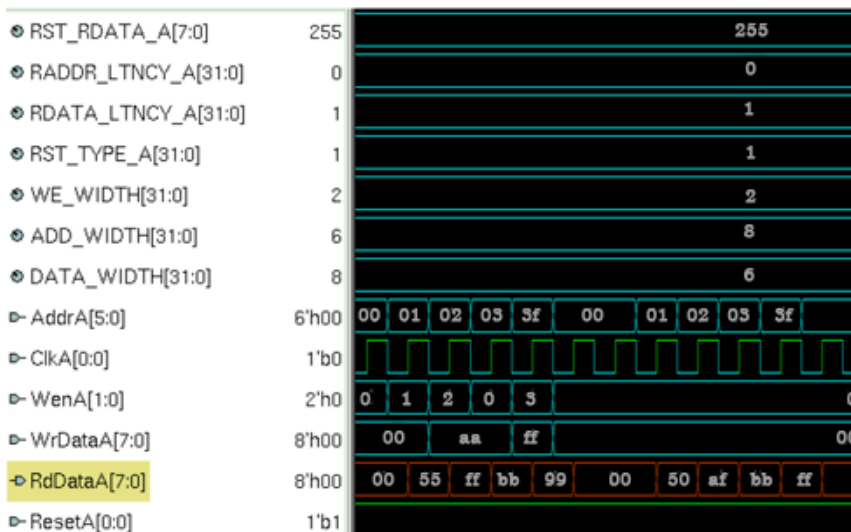 RST_RDATA_A[7:0] 255 255
RADDR_LTNCY_A[31:0] 0 0
RDATA_LTNCY_A[31:0] 1 1
RST_TYPE_A[31:0] 1 1
WE_WIDTH[31:0] 2 2
ADD_WIDTH[31:0] 6 8
DATA_WIDTH[31:0] 8 6
AddrA[5:0] 6'h00 00 01 02 03 3f 00 01 02 03 3f
ClkA[0:0] 1'b0
WenA[1:0] 2'h0 0 1 2 0 3 0
WrDataA[7:0] 8'h00 00 aa ff 00
RdDataA[7:0] 8'h00 00 55 ff bb 99 00 50 af bb ff
ResetA[0:0] 1'b1